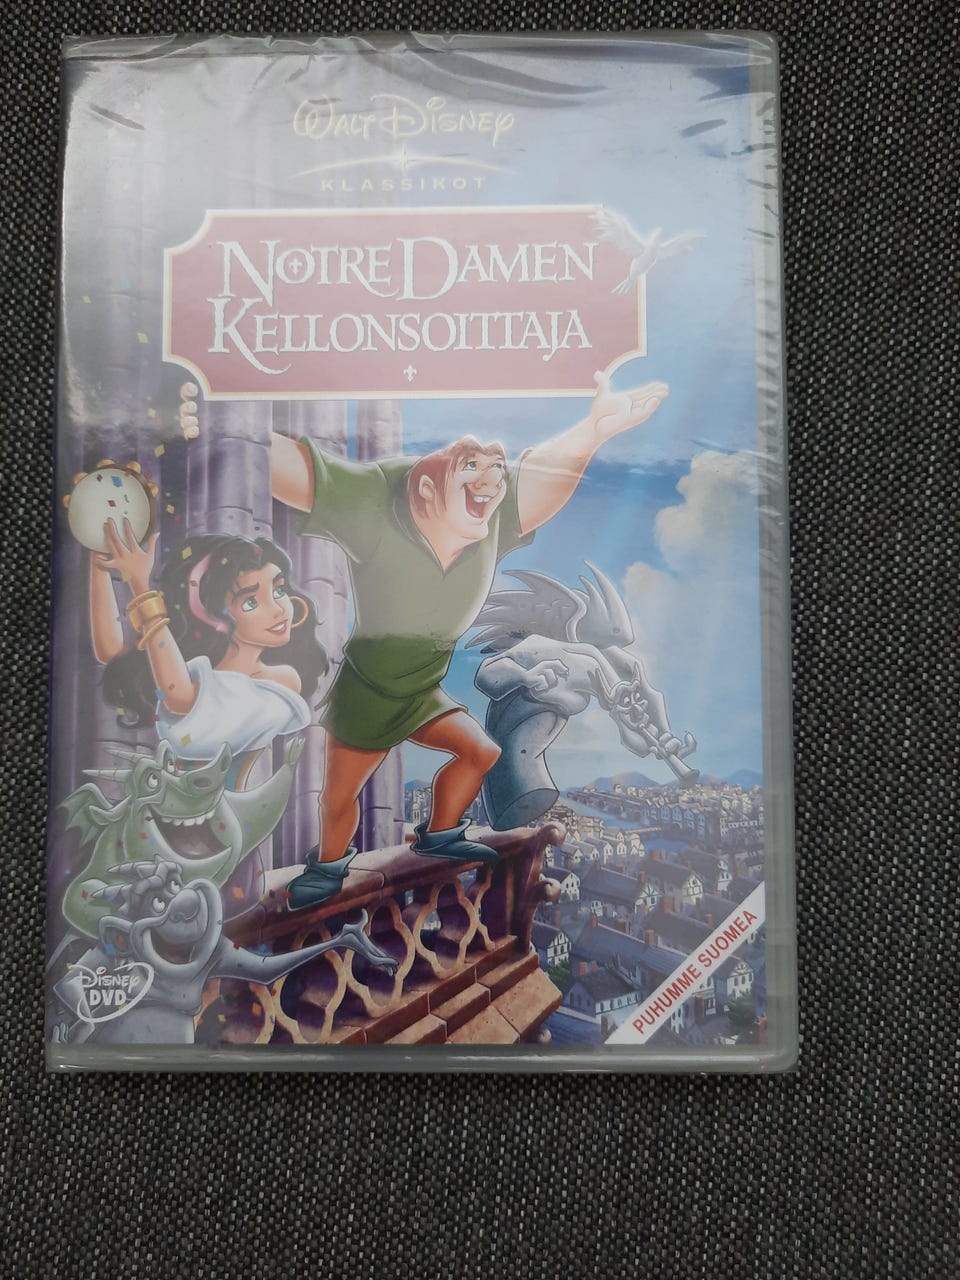 WALT DISNEY
KLASSIKOT
NOTRE DAMEN
KELLONSOITTAJA
DISNEY
DVD
PUHUMME SUOMEA